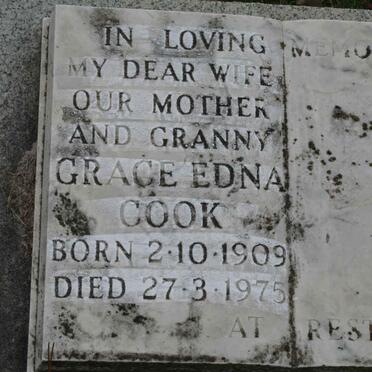 IN LOVING MEMO
MY DEAR WIFE
OUR MOTHER
AND GRANNY
GRACE EDNA
COOK
BORN 2·10·1909
DIED 27·3·1975
AT REST